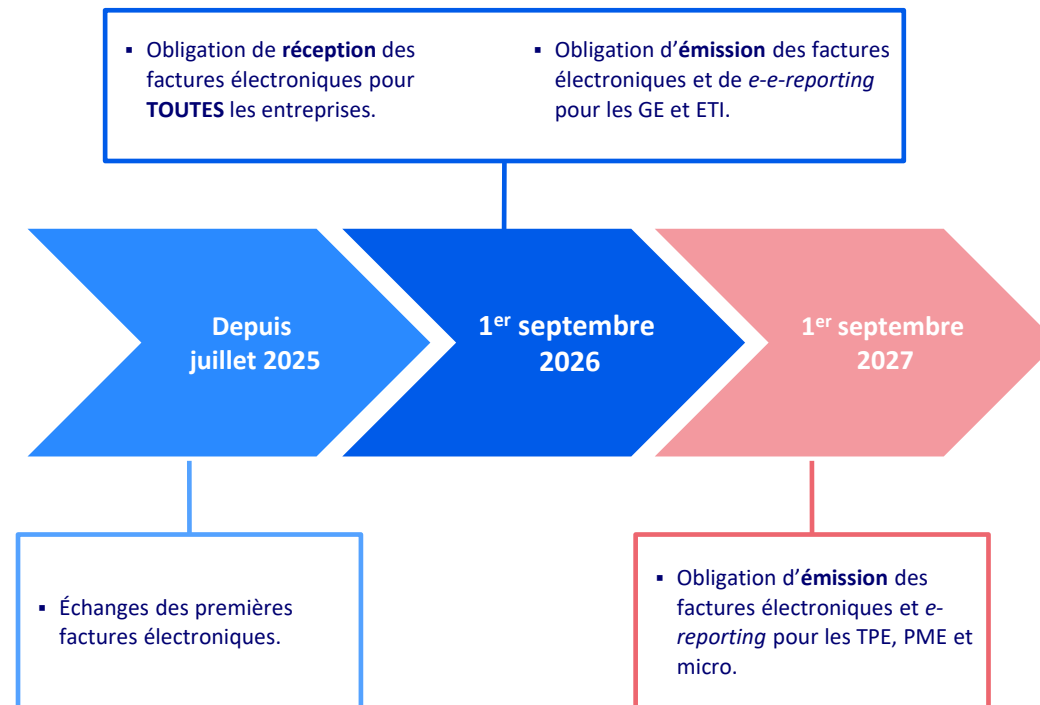 ▪ Obligation de réception des
factures électroniques pour
TOUTES les entreprises.
▪ Obligation d’émission des factures
électroniques et de e-e-reporting
pour les GE et ETI.
Depuis
juillet 2025
1er septembre
2026
1er septembre
2027
▪ Échanges des premières
factures électroniques.
▪ Obligation d’émission des
factures électroniques et e-
reporting pour les TPE, PME et
micro.